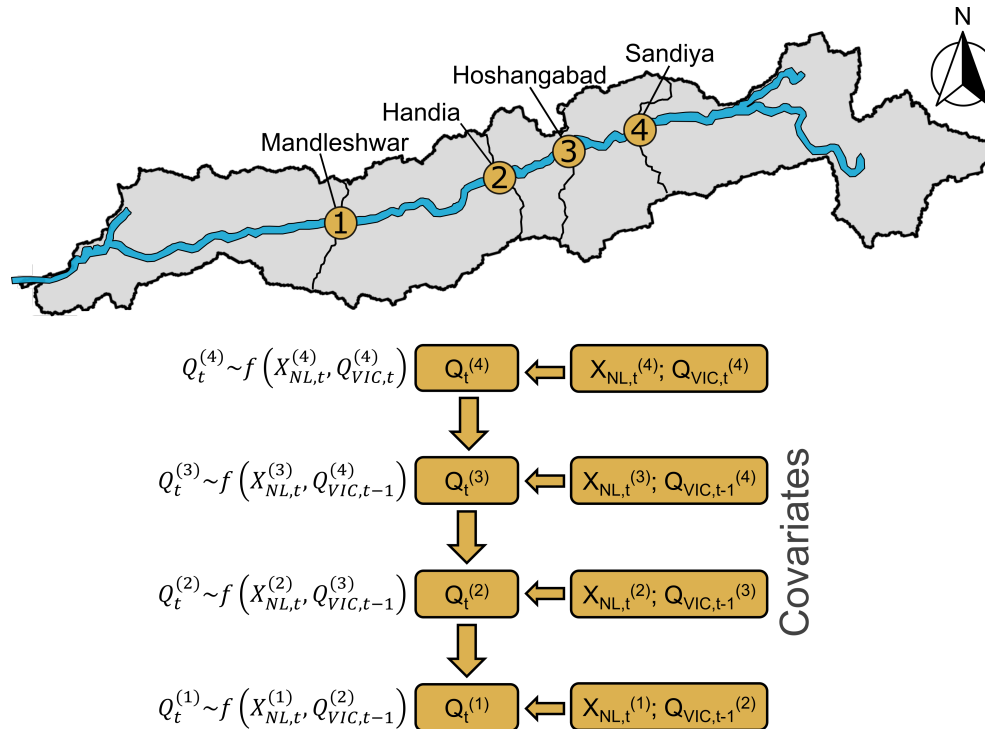 N
Sandiya
Hoshangabad
Handia
Mandleshwar
4
3
2
1
Q_t^(4)~f(X_NL,t^(4), Q_VIC,t^(4)) Q_t^(4) X_NL,t^(4); Q_VIC,t^(4)
Q_t^(3)~f(X_NL,t^(3), Q_VIC,t−1^(4)) Q_t^(3) X_NL,t^(3); Q_VIC,t-1^(4)
Q_t^(2)~f(X_NL,t^(2), Q_VIC,t−1^(3)) Q_t^(2) X_NL,t^(2); Q_VIC,t-1^(3)
Q_t^(1)~f(X_NL,t^(1), Q_VIC,t−1^(2)) Q_t^(1) X_NL,t^(1); Q_VIC,t-1^(2)
Covariates